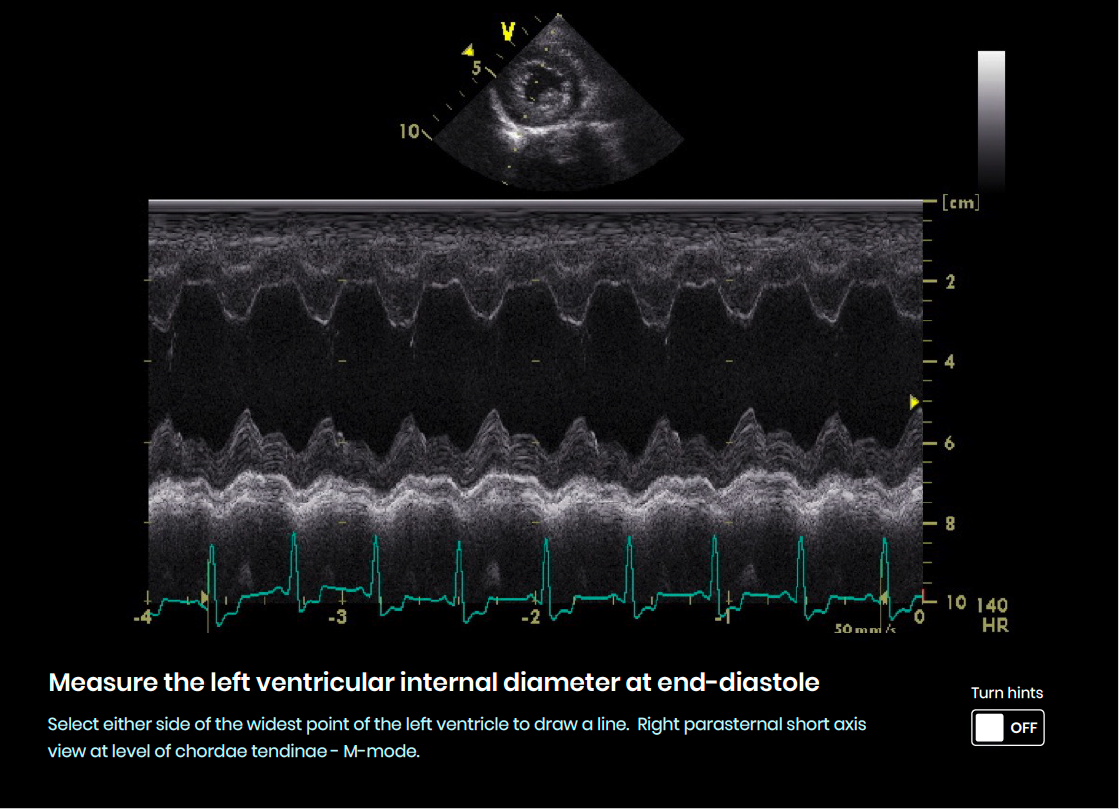 V
5
10
[cm]
2
4
6
8
10 140
HR
-4 -3 -2 -1 0
50 mm/s
Measure the left ventricular internal diameter at end-diastole
Turn hints
OFF
Select either side of the widest point of the left ventricle to draw a line. Right parasternal short axis
view at level of chordae tendinae - M-mode.